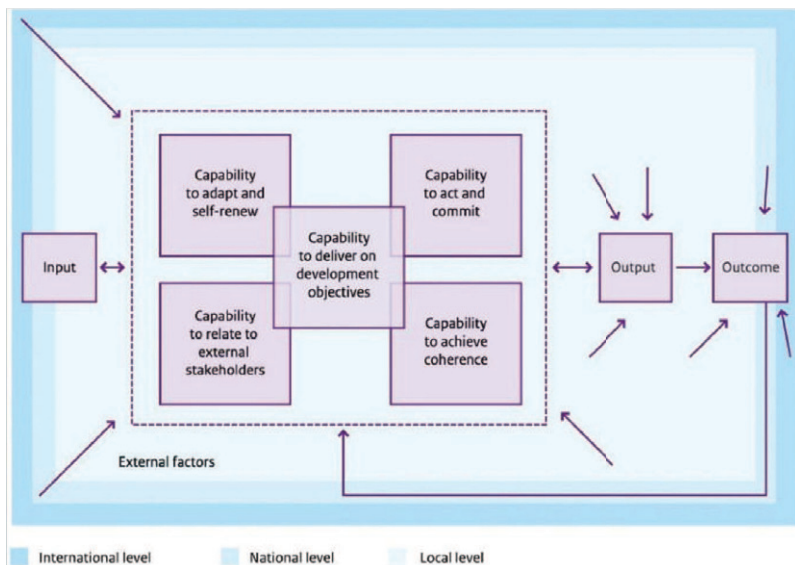 Capability
to adapt and
self-renew
Capability
to act and
commit
Capability
to deliver on
development
objectives
Input
Output
Outcome
Capability
to relate to
external
stakeholders
Capability
to achieve
coherence
External factors
International level
National level
Local level